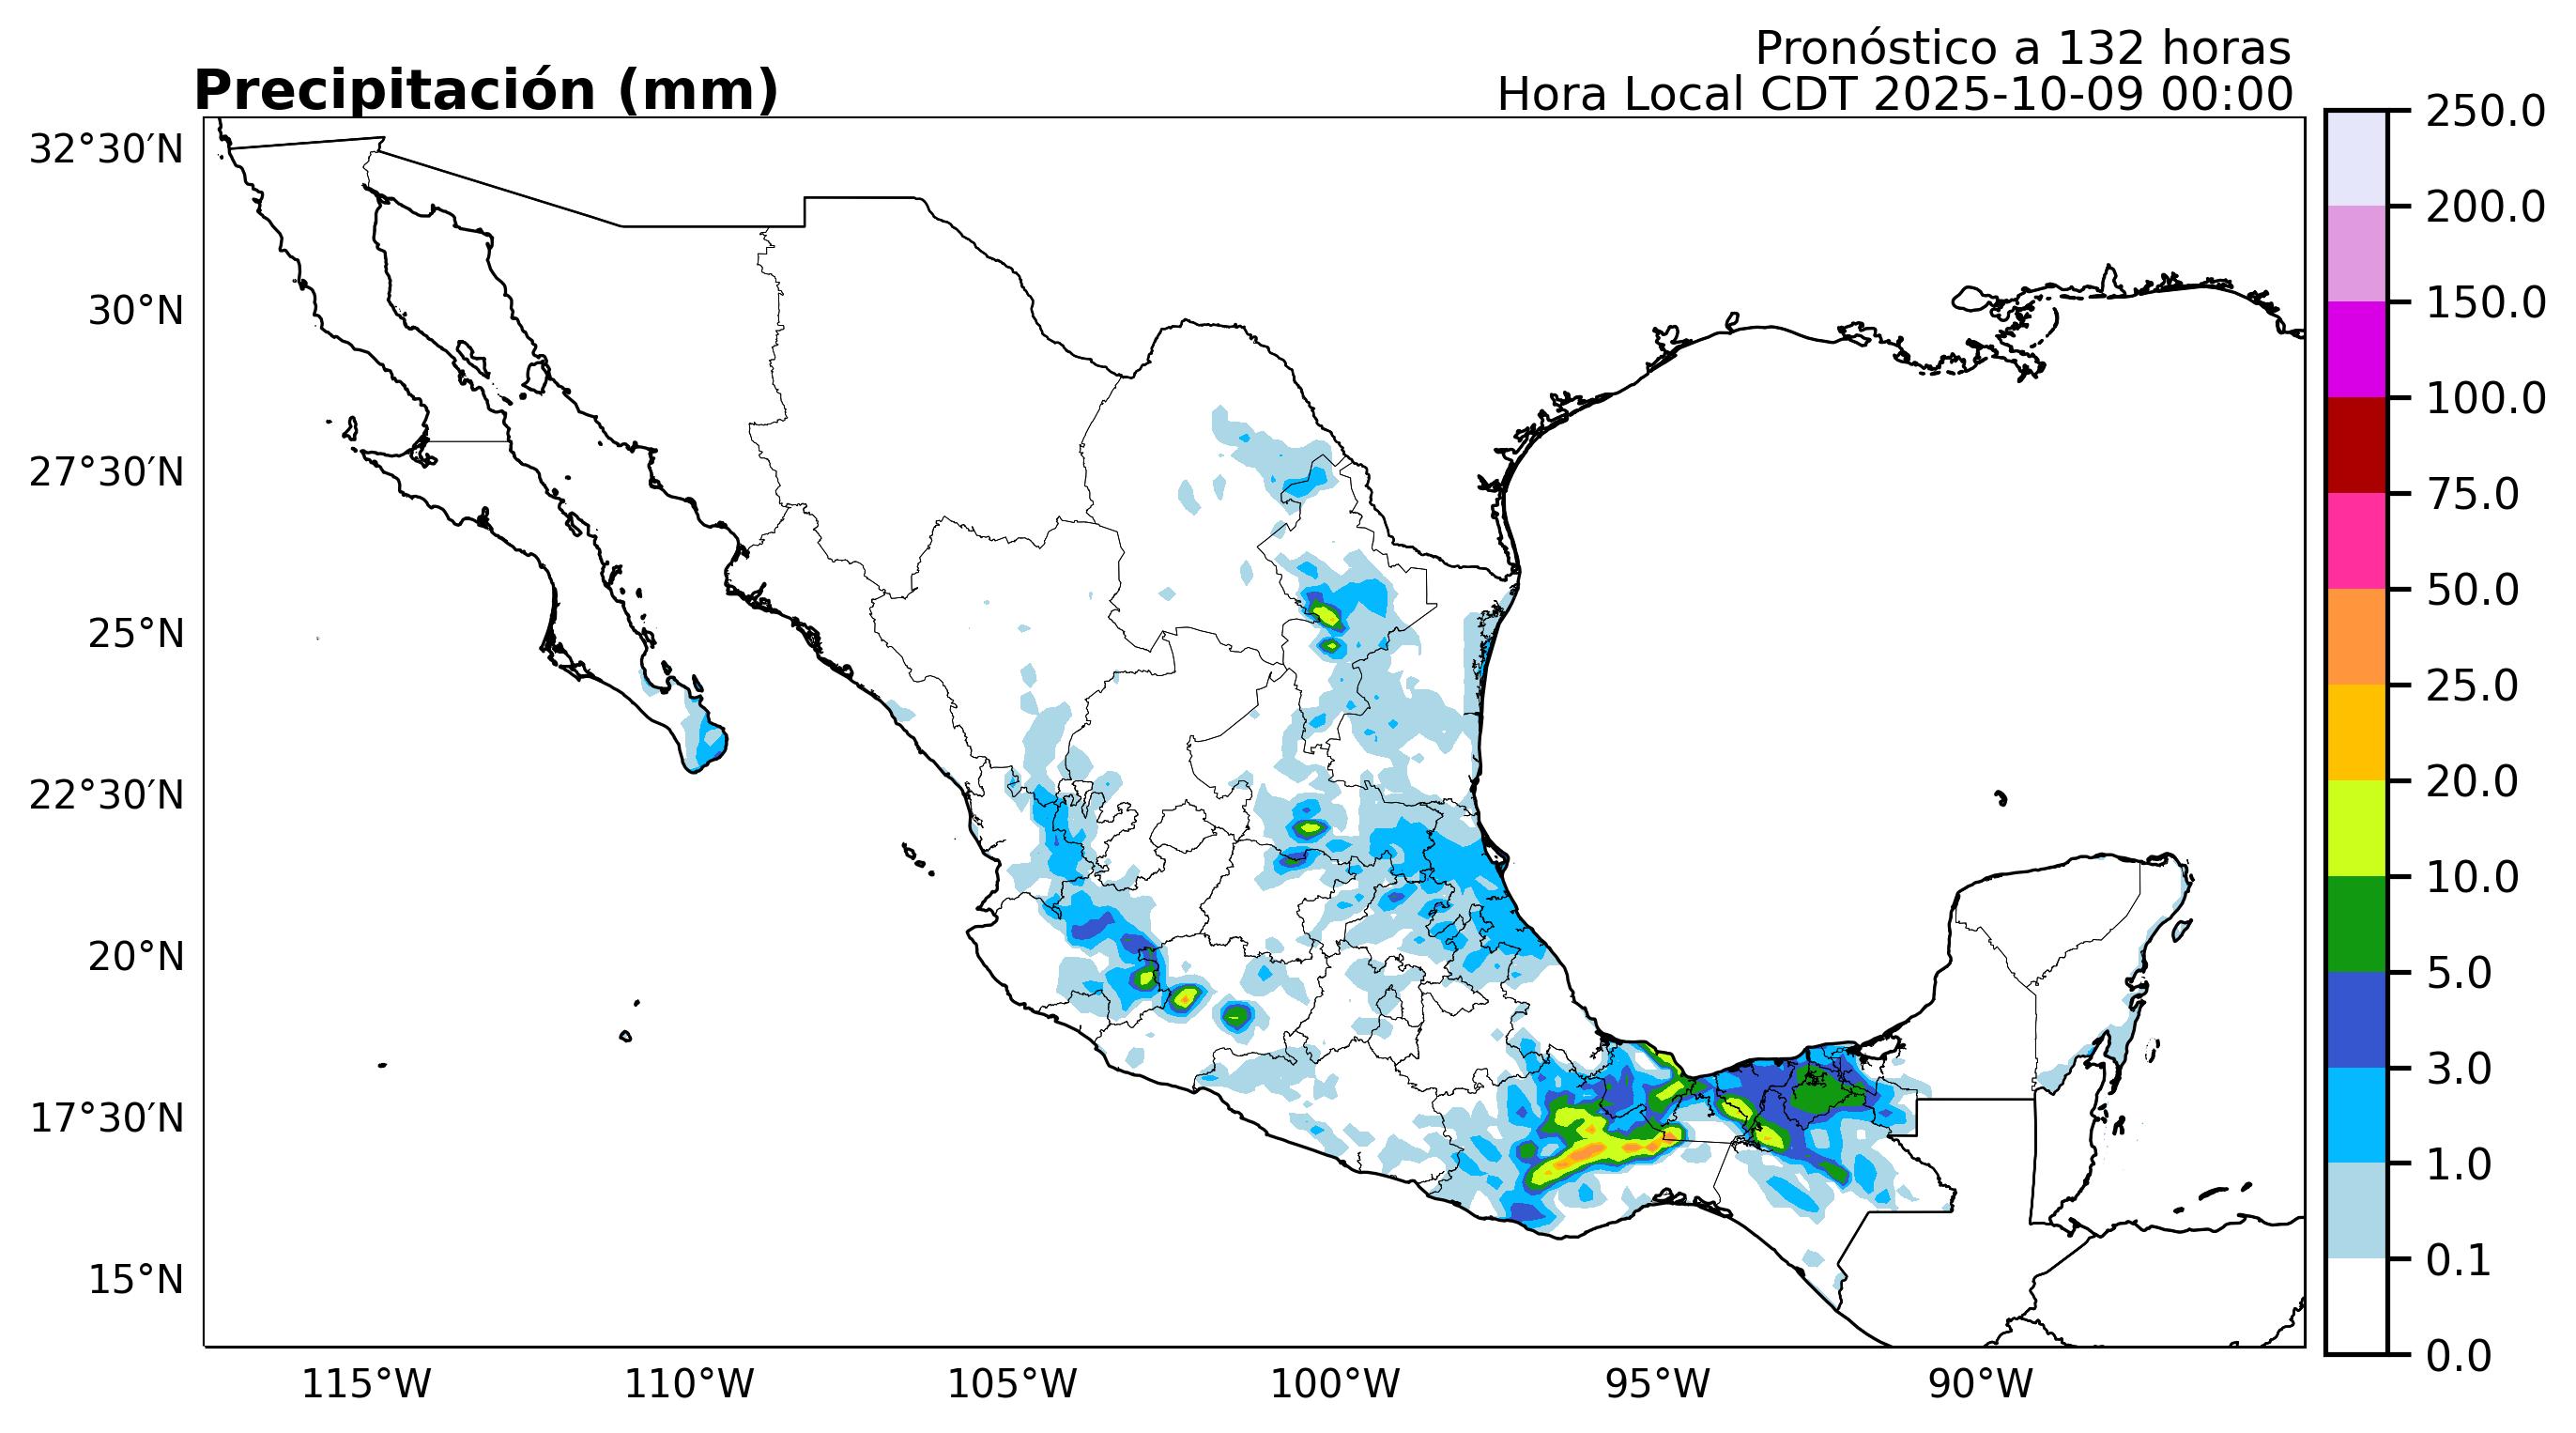 Pronóstico a 132 horas
Precipitación (mm)
Hora Local CDT 2025-10-09 00:00
32°30′N
30°N
27°30′N
25°N
22°30′N
20°N
17°30′N
15°N
115°W
110°W
105°W
100°W
95°W
90°W
250.0
200.0
150.0
100.0
75.0
50.0
25.0
20.0
10.0
5.0
3.0
1.0
0.1
0.0